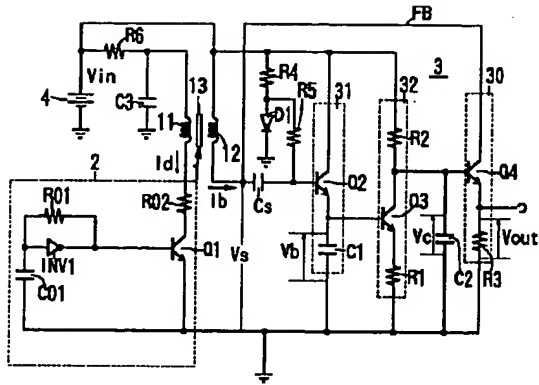 FB
R6
Vin
13
4
C3
11
12
Id
Ib
2
R02
R01
INV1
C01
Q1
Vs
Cs
R4
D1
R5
31
Q2
Vb
C1
32
3
R2
Q3
R1
30
Q4
Vc
C2
Vout
R3